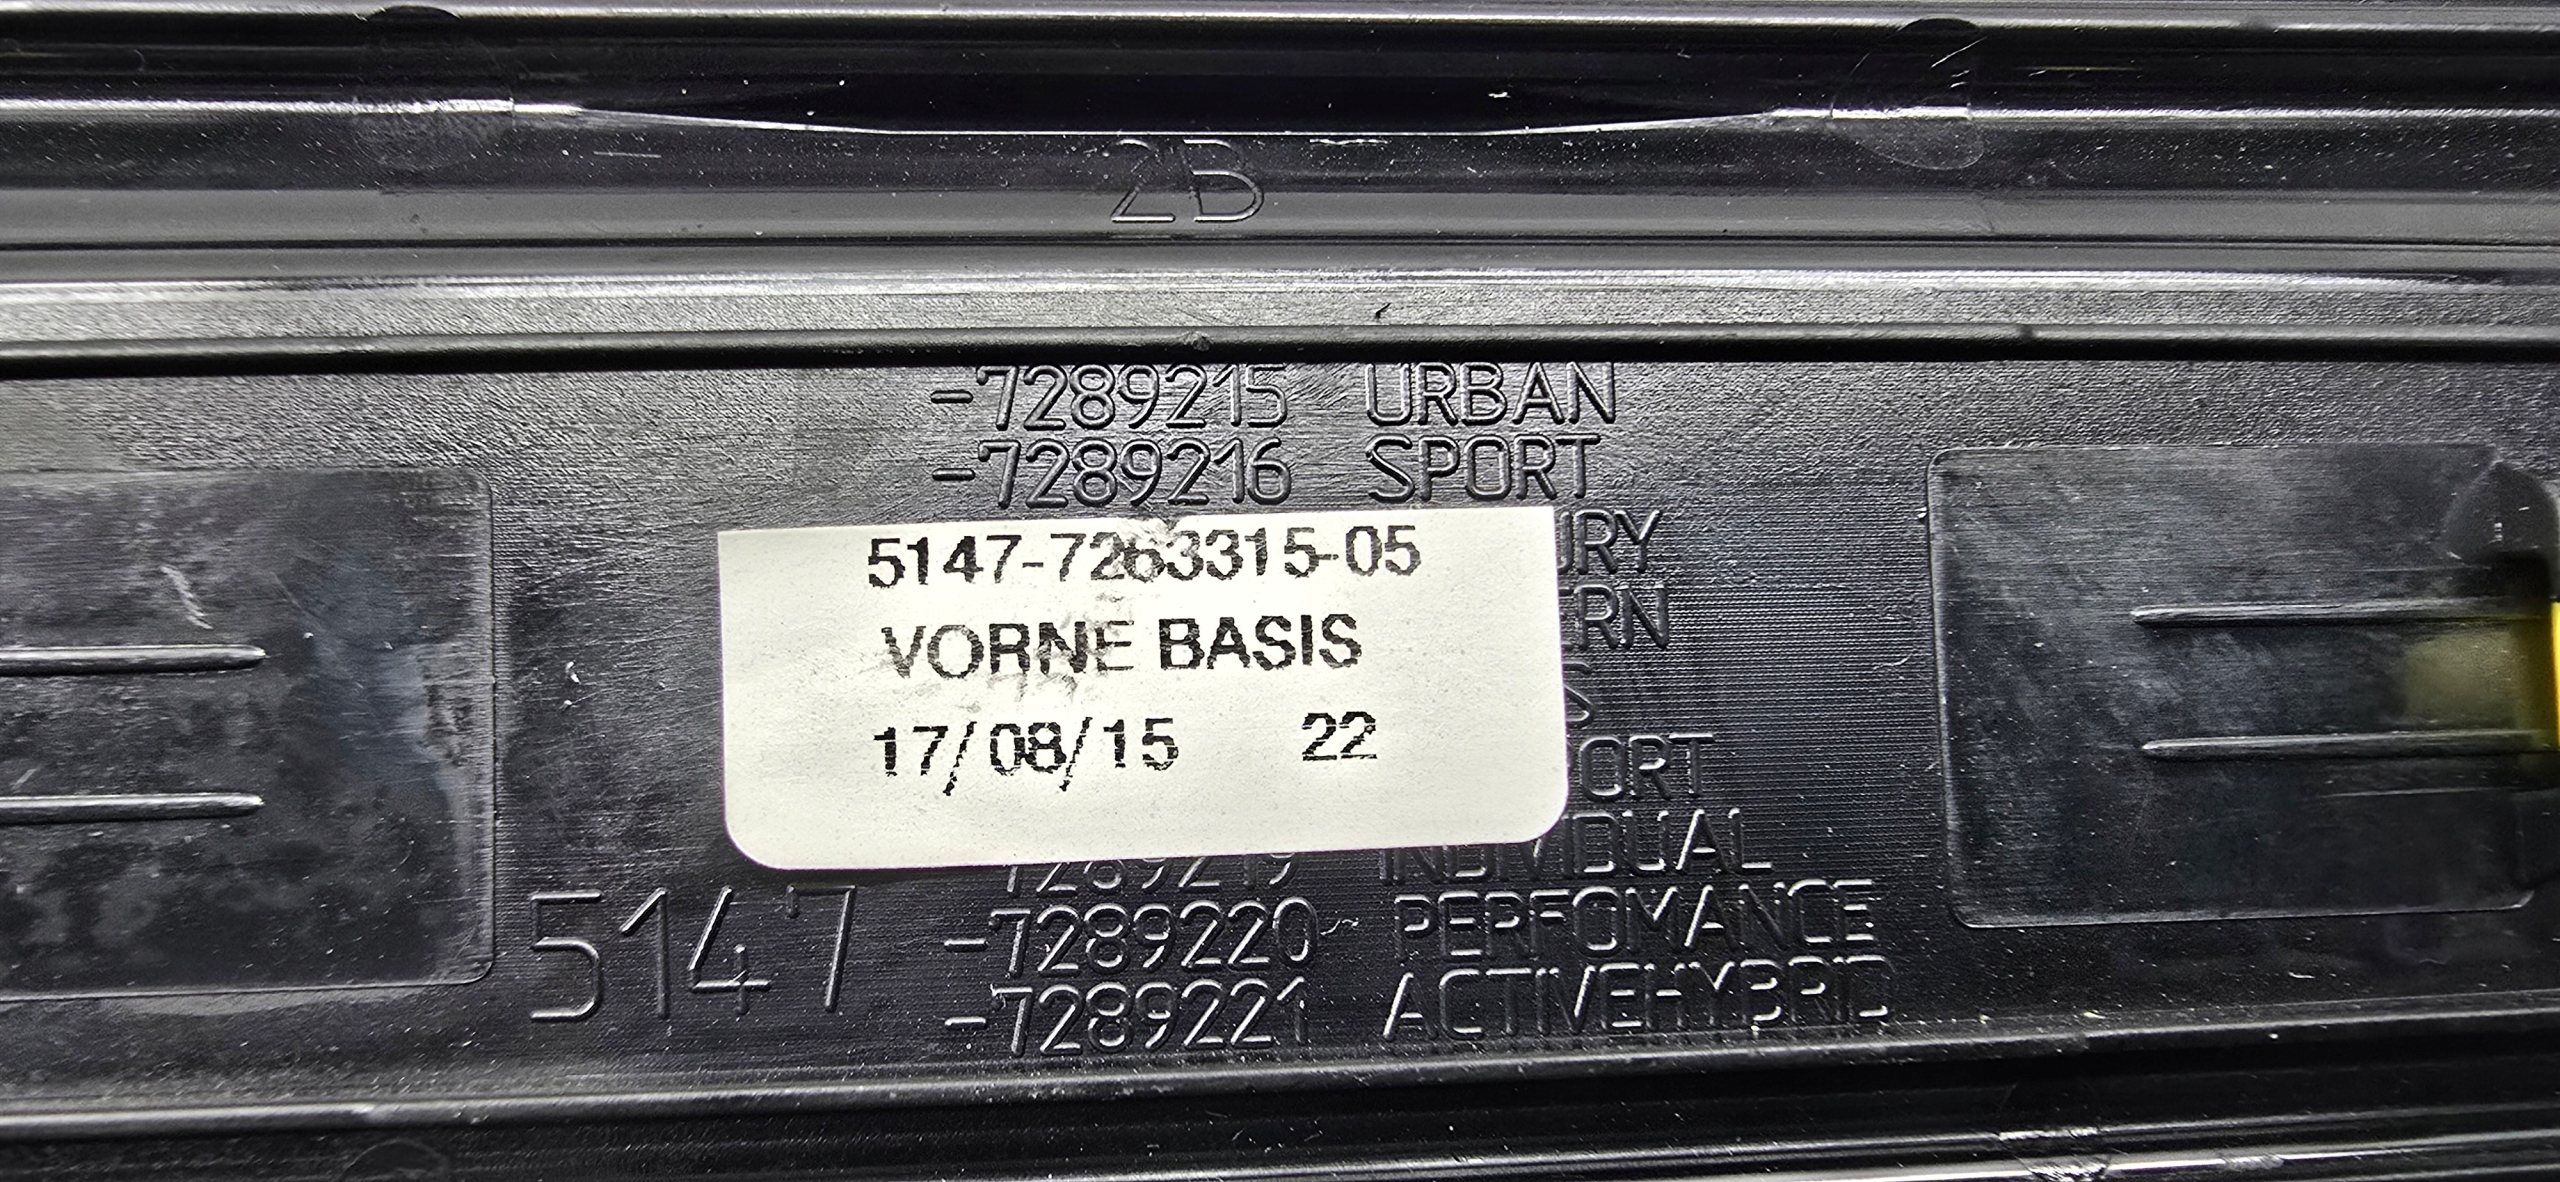 2B
-7289215 URBAN
-7289216 SPORT
5147-7263315-05
VORNE BASIS
17/08/15 22
-7289220 PERFOMANCE
5147
-7289221 ACTIVEHYBRID